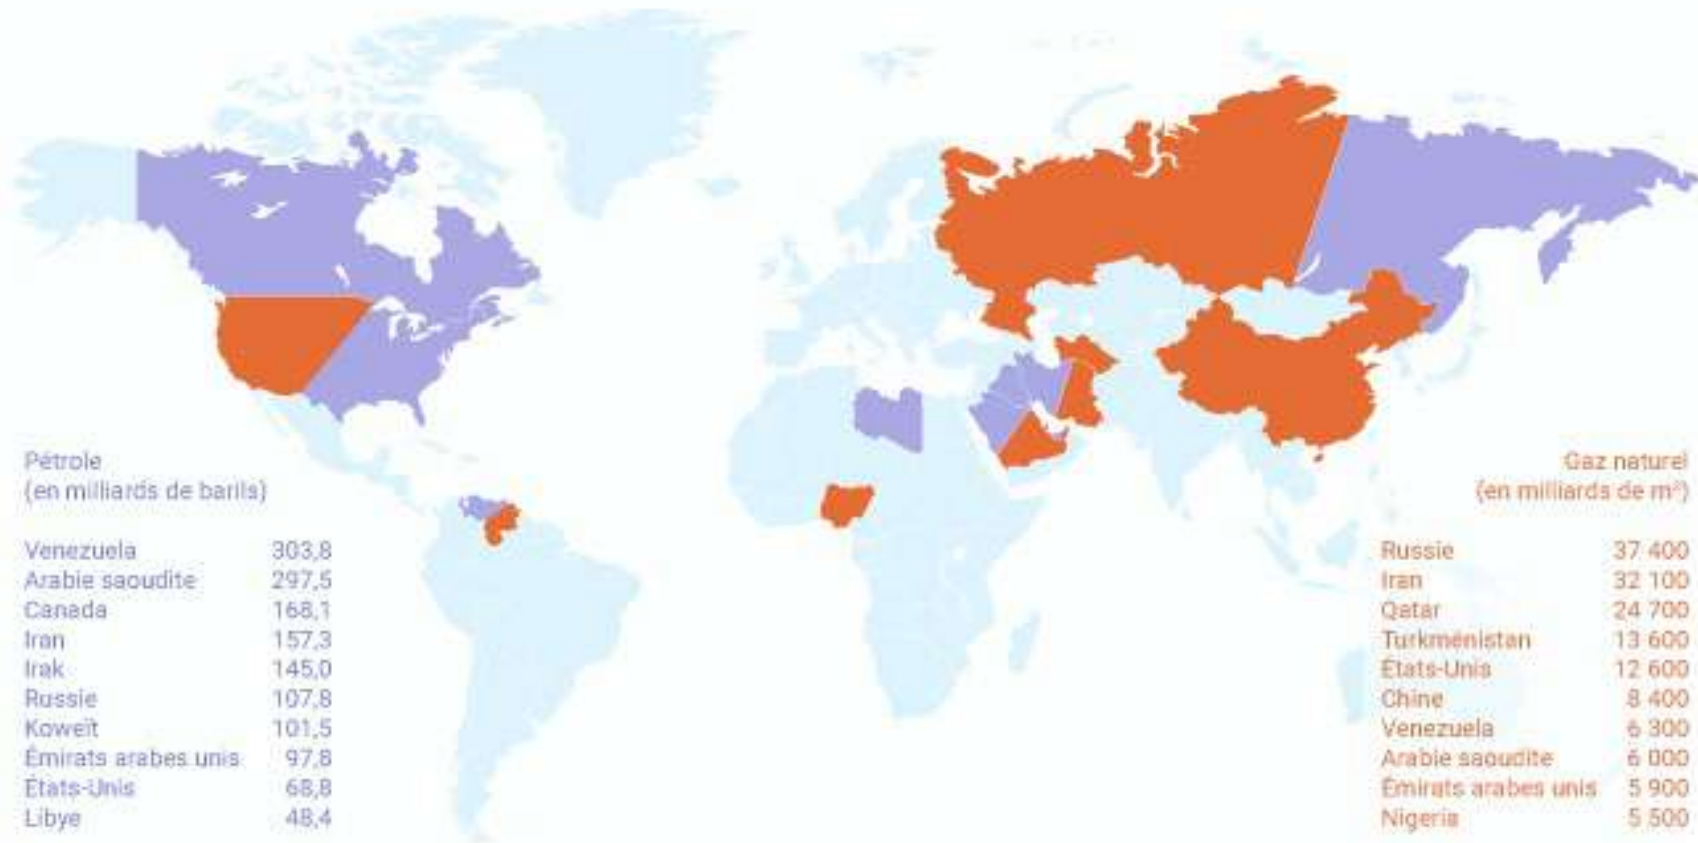 Pétrole
(en milliards de barils)
Venezuela 303,8
Arabie saoudite 297,5
Canada 168,1
Iran 157,3
Irak 145,0
Russie 107,8
Koweït 101,5
Émirats arabes unis 97,8
États-Unis 68,8
Libye 48,4
Gaz naturel
(en milliards de m³)
Russie 37 400
Iran 32 100
Qatar 24 700
Turkménistan 13 600
États-Unis 12 600
Chine 8 400
Venezuela 6 300
Arabie saoudite 6 000
Émirats arabes unis 5 900
Nigeria 5 500